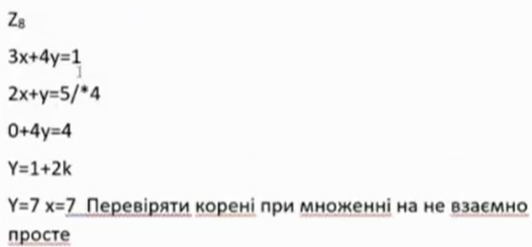 Z₈
3x+4y=1
2x+y=5/*4
0+4y=4
Y=1+2k
Y=7 x=7 Перевіряти корені при множенні на не взаємно
просте